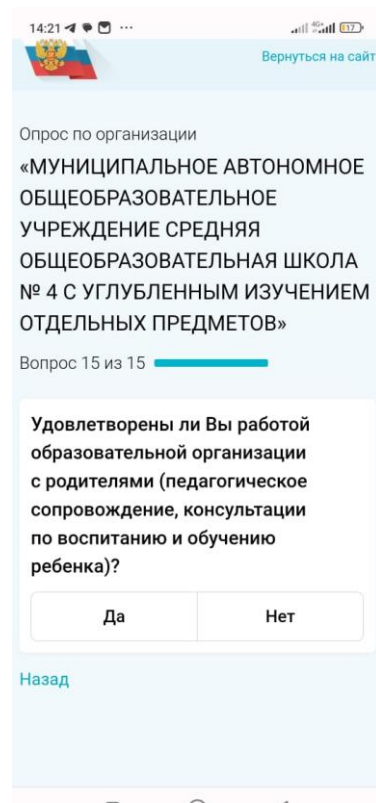 14:21
4G+
17
Вернуться на сайт
Опрос по организации
«МУНИЦИПАЛЬНОЕ АВТОНОМНОЕ
ОБЩЕОБРАЗОВАТЕЛЬНОЕ
УЧРЕЖДЕНИЕ СРЕДНЯЯ
ОБЩЕОБРАЗОВАТЕЛЬНАЯ ШКОЛА
№ 4 С УГЛУБЛЕННЫМ ИЗУЧЕНИЕМ
ОТДЕЛЬНЫХ ПРЕДМЕТОВ»
Вопрос 15 из 15
Удовлетворены ли Вы работой
образовательной организации
с родителями (педагогическое
сопровождение, консультации
по воспитанию и обучению
ребенка)?
Да
Нет
Назад